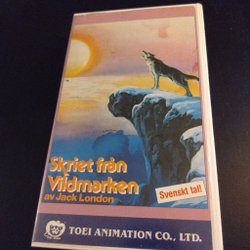 Skriet från
Vildmarken
av Jack London
Svenskt tal!
TOEI ANIMATION CO., LTD.